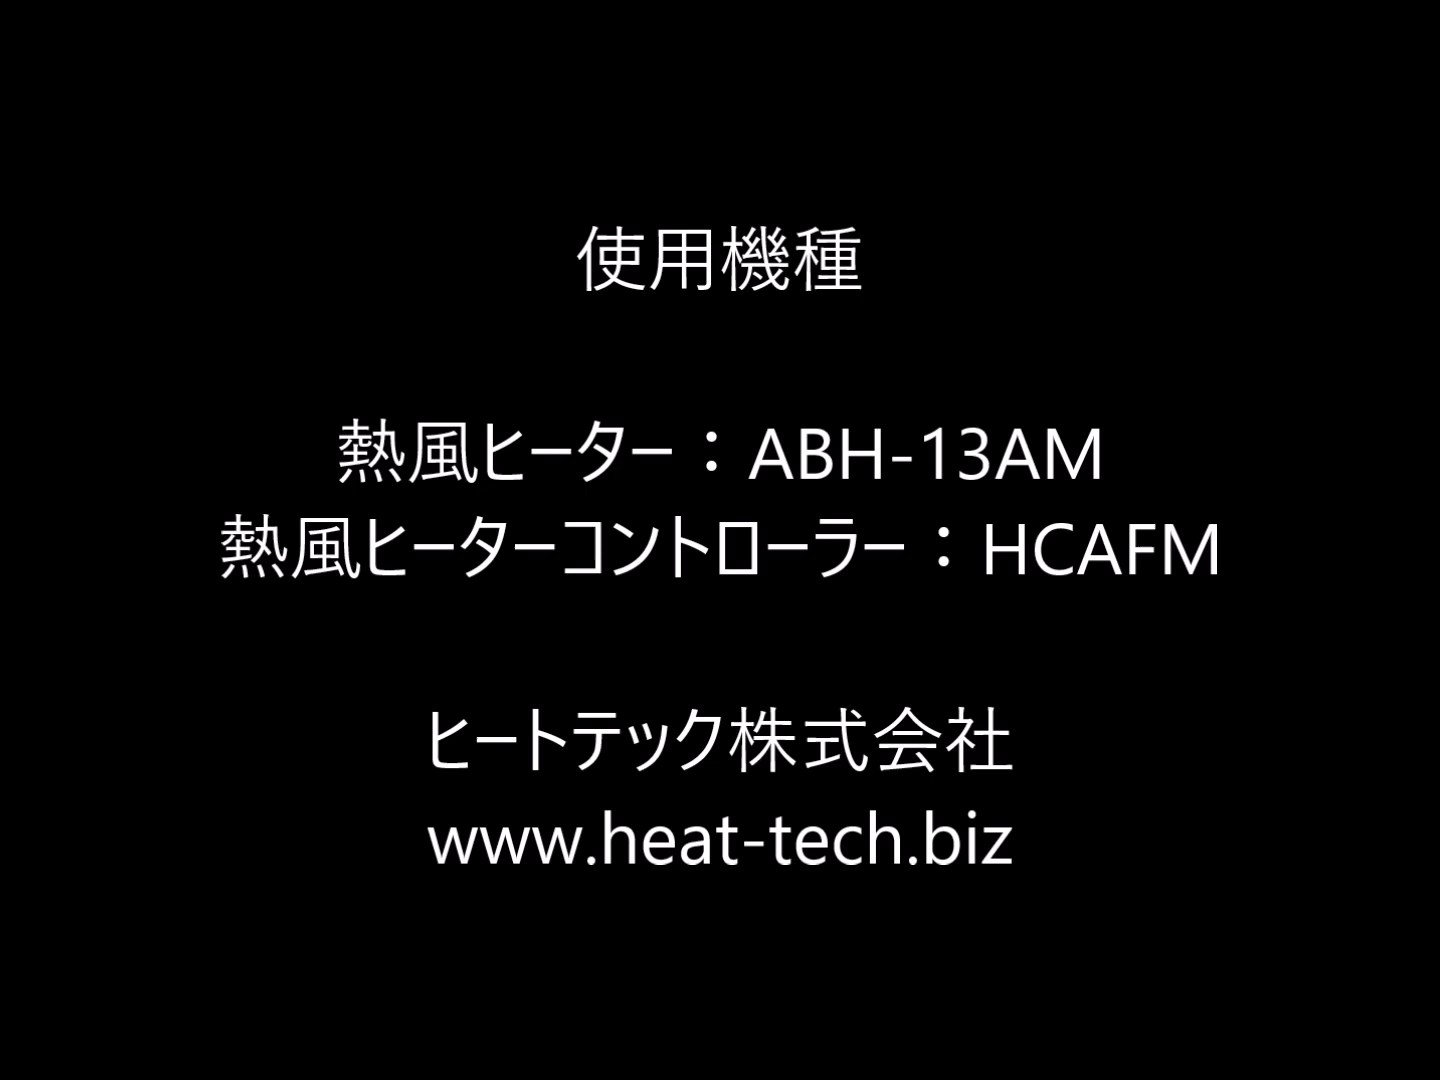 使用機種
熱風ヒーター：ABH-13AM
熱風ヒーターコントローラー：HCAFM
ヒートテック株式会社
www.heat-tech.biz